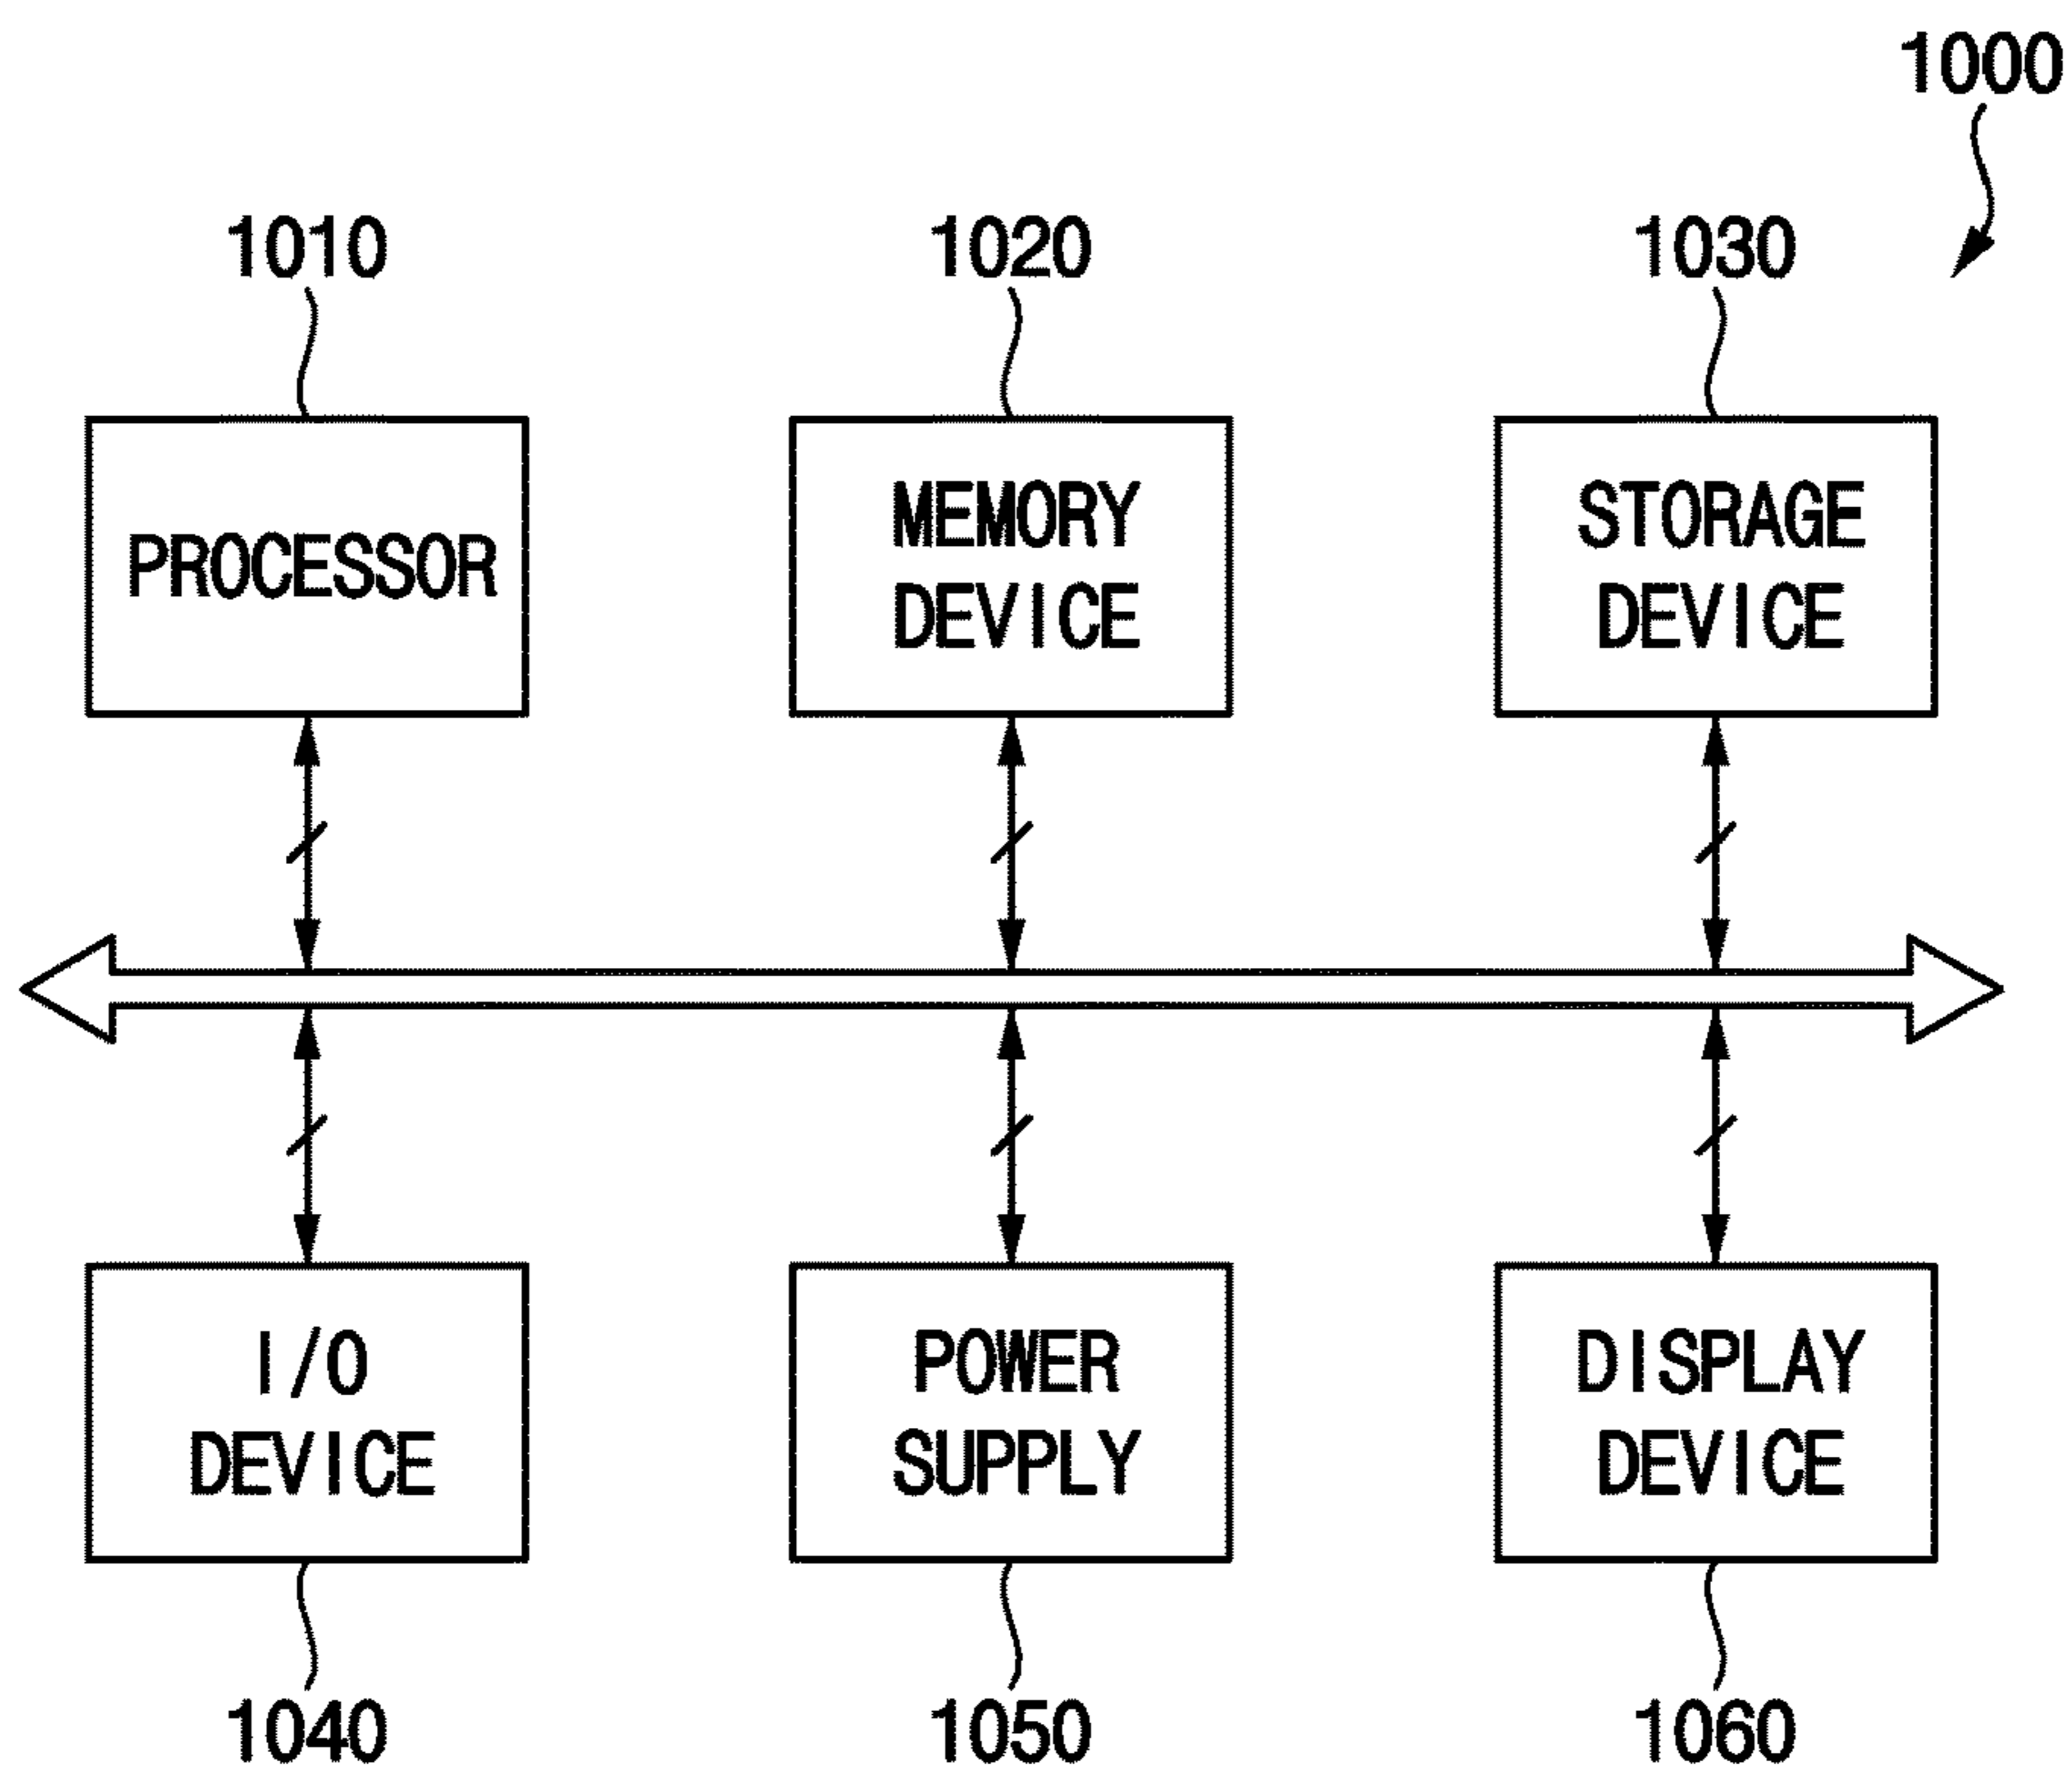 1000
1010
1020
1030
PROCESSOR
MEMORY
DEVICE
STORAGE
DEVICE
I/O
DEVICE
POWER
SUPPLY
DISPLAY
DEVICE
1040
1050
1060